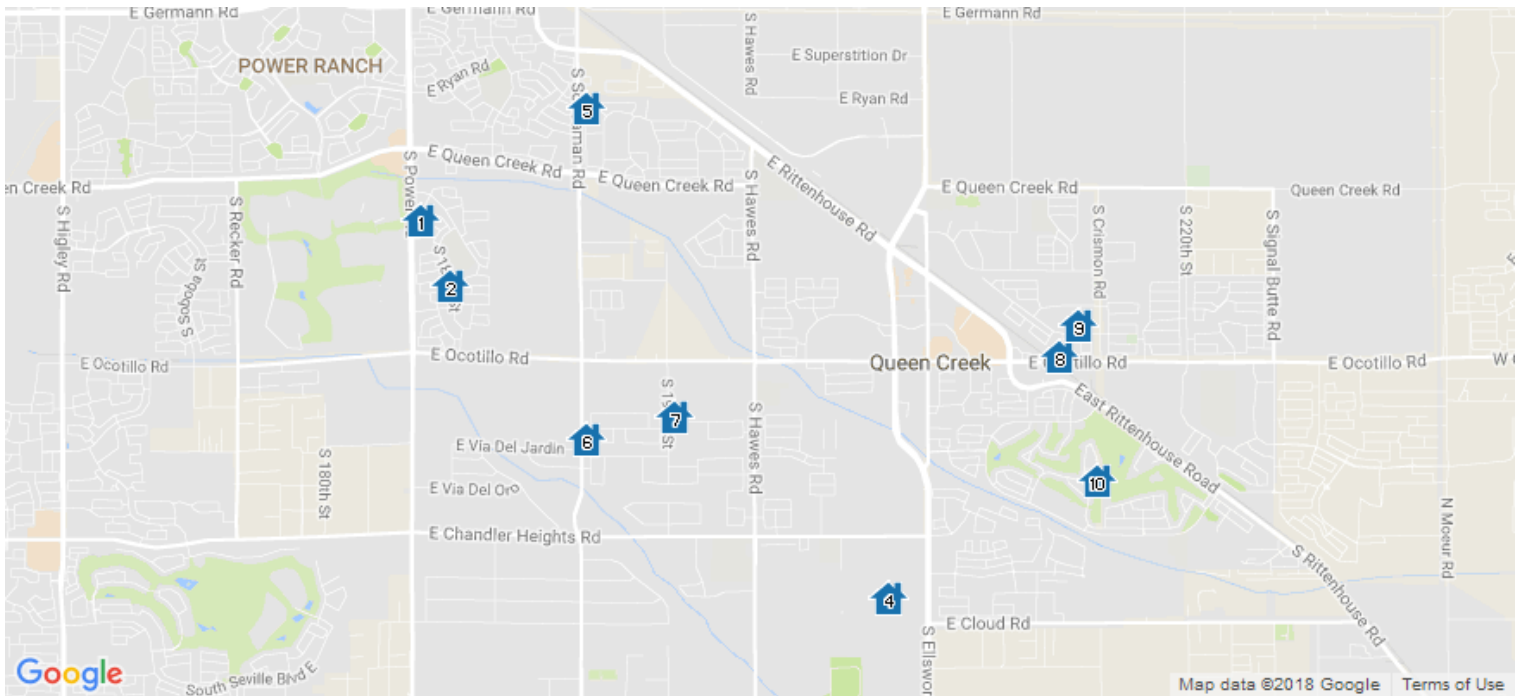 E Germann Rd
E Germann Rd
E Germann Rd
S Hawes Rd
E Superstition Dr
POWER RANCH
E Ryan Rd
E Ryan Rd
5
E Queen Creek Rd
E Rittenhouse Rd
E Queen Creek Rd
en Creek Rd
E Queen Creek Rd
Queen Creek Rd
S Higley Rd
S Recker Rd
S Power
1
S Hawes Rd
S Crismon Rd
S 220th St
S Signal Butte Rd
S Soboba St
2
9
8
E Ocotillo Rd
E Ocotillo Rd
Queen Creek
E Ocotillo Rd
W
7
S Hawes Rd
East Rittenhouse Road
6
E Via Del Jardin
S 180th St
10
E Via Del Oro
N Moeur Rd
E Chandler Heights Rd
S Rittenhouse Rd
4
E Cloud Rd
S Ellswor
South Seville Blvd E
Google
Map data ©2018 Google
Terms of Use